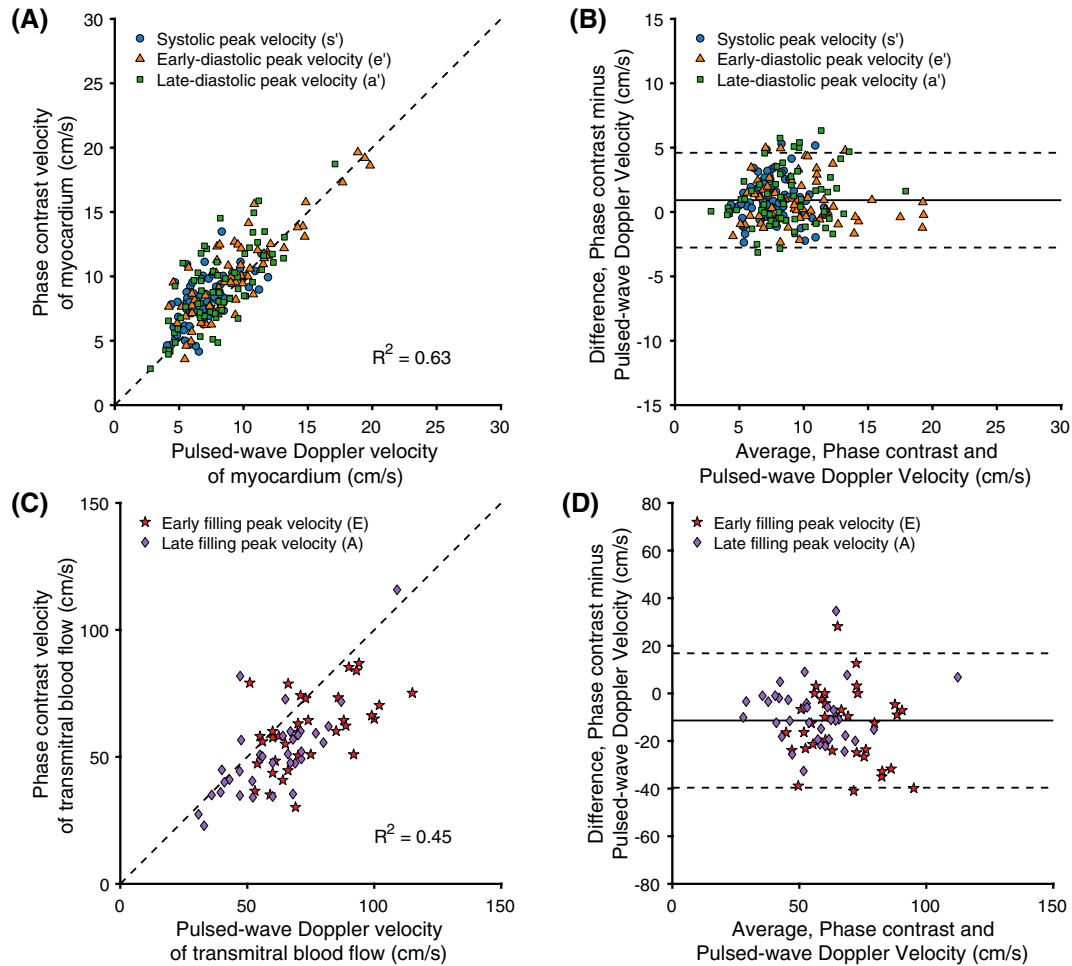 (A)
30
25
20
15
10
5
0
0 5 10 15 20 25 30
Systolic peak velocity (s')
Early-diastolic peak velocity (e')
Late-diastolic peak velocity (a')
Phase contrast velocity
of myocardium (cm/s)
R² = 0.63
Pulsed-wave Doppler velocity
of myocardium (cm/s)
(B)
15
10
5
0
-5
-10
-15
0 5 10 15 20 25 30
Systolic peak velocity (s')
Early-diastolic peak velocity (e')
Late-diastolic peak velocity (a')
Difference, Phase contrast minus
Pulsed-wave Doppler Velocity (cm/s)
Average, Phase contrast and
Pulsed-wave Doppler Velocity (cm/s)
(C)
150
100
50
0
0 50 100 150
Early filling peak velocity (E)
Late filling peak velocity (A)
Phase contrast velocity
of transmitral blood flow (cm/s)
R² = 0.45
Pulsed-wave Doppler velocity
of transmitral blood flow (cm/s)
(D)
80
60
40
20
0
-20
-40
-60
-80
0 50 100 150
Early filling peak velocity (E)
Late filling peak velocity (A)
Difference, Phase contrast minus
Pulsed-wave Doppler Velocity (cm/s)
Average, Phase contrast and
Pulsed-wave Doppler Velocity (cm/s)